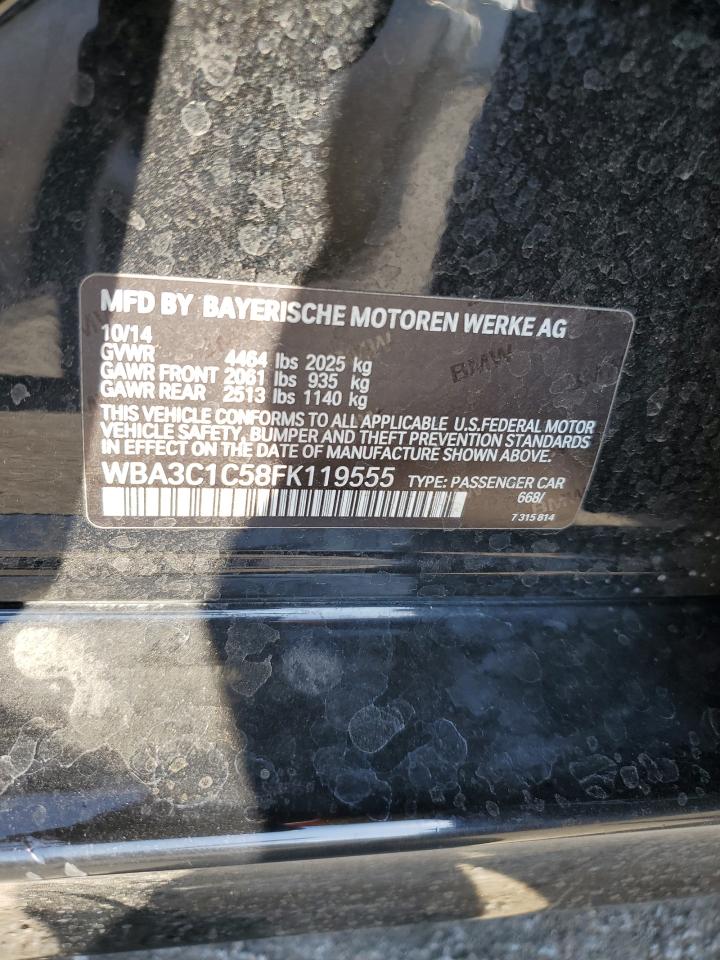 MFD BY BAYERISCHE MOTOREN WERKE AG
10/14
GVWR 4464 lbs 2025 kg
GAWR FRONT 2061 lbs 935 kg
GAWR REAR 2513 lbs 1140 kg
THIS VEHICLE CONFORMS TO ALL APPLICABLE U.S.FEDERAL MOTOR
VEHICLE SAFETY, BUMPER AND THEFT PREVENTION STANDARDS
IN EFFECT ON THE DATE OF MANUFACTURE SHOWN ABOVE.
WBA3C1C58FK119555 TYPE: PASSENGER CAR
668/
7 315 814
BMW